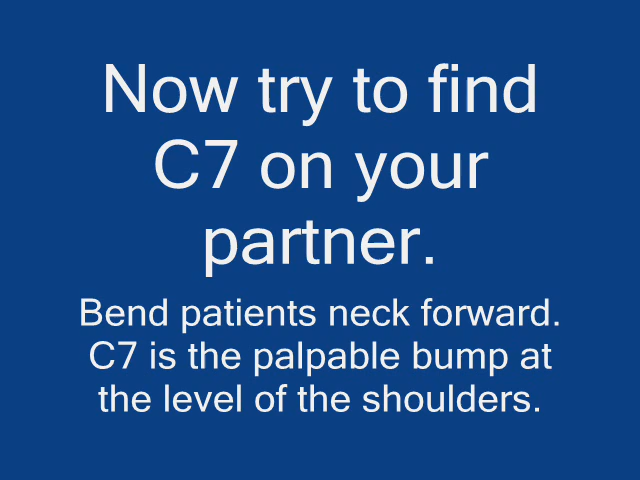 Now try to find
C7 on your
partner.
Bend patients neck forward.
C7 is the palpable bump at
the level of the shoulders.